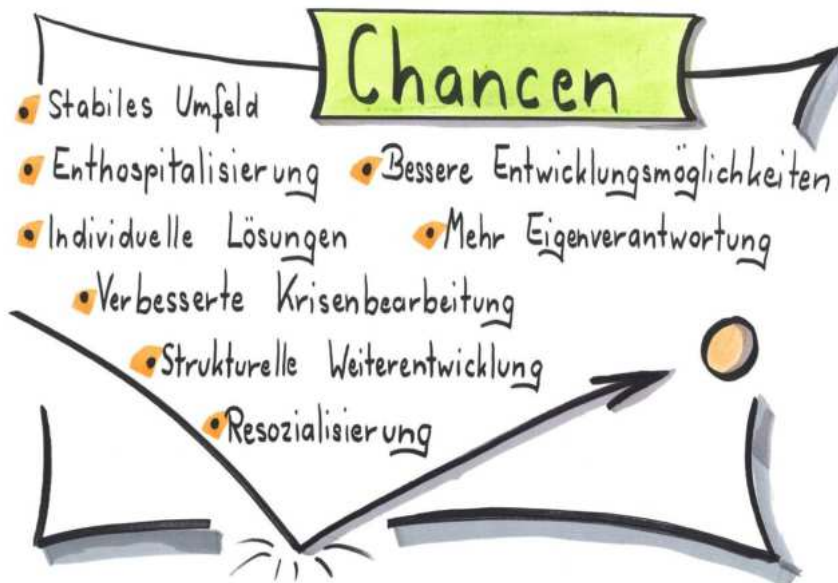 Chancen
Stabiles Umfeld
Enthospitalisierung
Bessere Entwicklungsmöglichkeiten
Individuelle Lösungen
Mehr Eigenverantwortung
Verbesserte Krisenbearbeitung
Strukturelle Weiterentwicklung
Resozialisierung